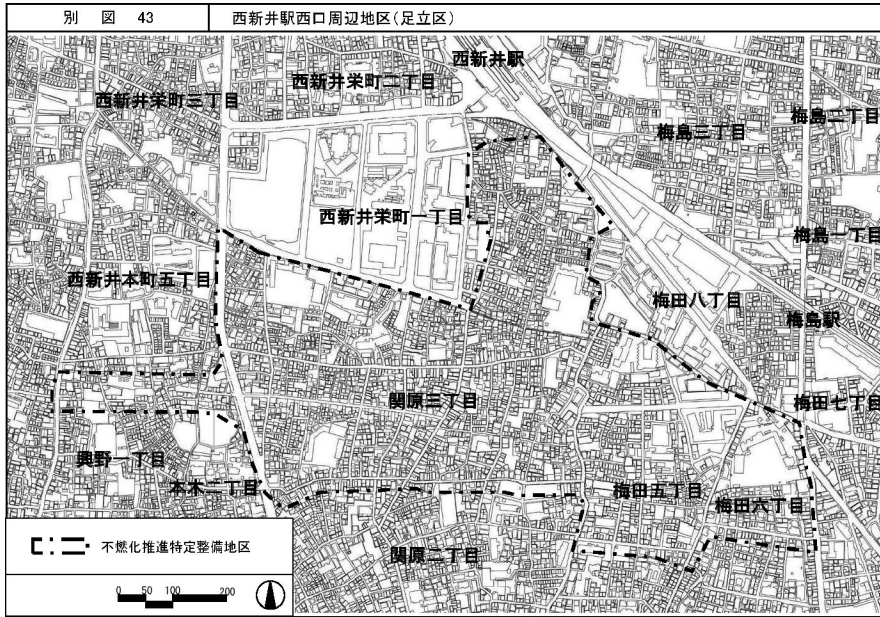 別 図 43
西新井駅西口周辺地区(足立区)
西新井駅
西新井栄町二丁目
西新井栄町三丁目
梅島二丁目
梅島三丁目
西新井栄町一丁目
梅島一丁目
西新井本町五丁目
梅田八丁目
梅島駅
関原三丁目
梅田七丁目
興野一丁目
本木二丁目
梅田五丁目
梅田六丁目
関原二丁目
不燃化推進特定整備地区
0 50 100 200